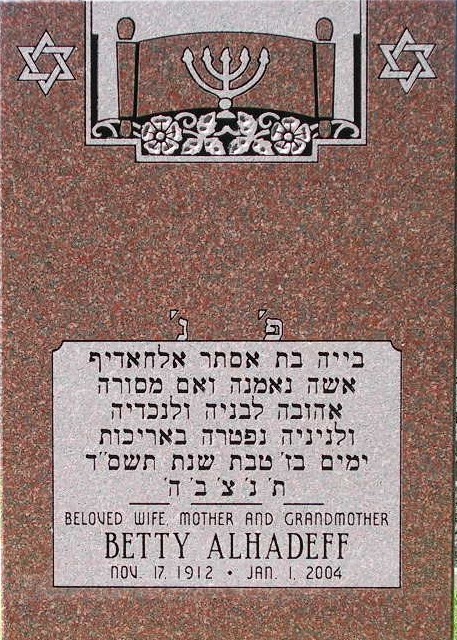 פ׳ נ׳
בייה בת אסתר אלחאדיף
אשה נאמנה ואם מסורה
אהובה לבניה ולנכדיה
ולניניה נפטרה באריכות
ימים בז׳ טבת שנת תשס״ד
ת׳ נ׳ צ׳ ב׳ ה׳
BELOVED WIFE, MOTHER AND GRANDMOTHER
BETTY ALHADEFF
NOV. 17, 1912 • JAN. 1, 2004